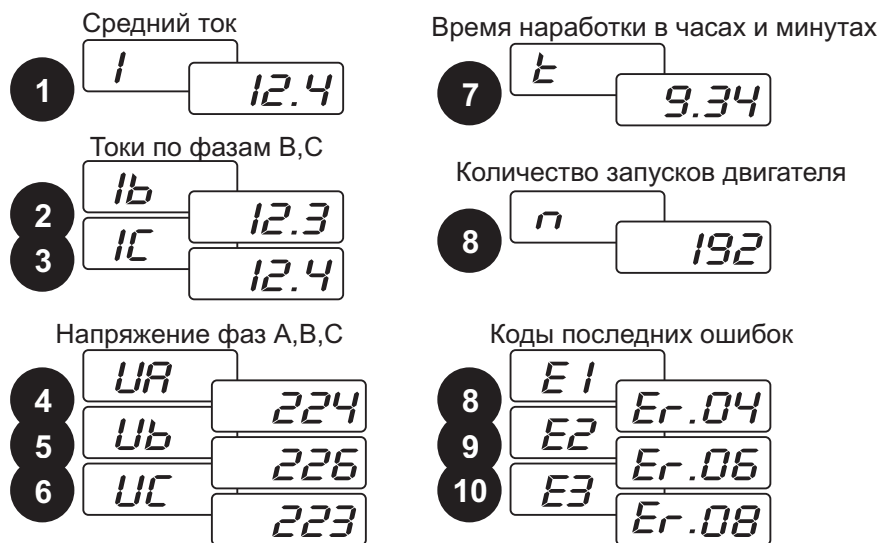 Средний ток
1
I
12.4
Токи по фазам В,С
2
Ib
12.3
3
IC
12.4
Напряжение фаз А,В,С
4
UA
224
5
Ub
226
6
UC
223
Время наработки в часах и минутах
7
t
9.34
Количество запусков двигателя
8
n
192
Коды последних ошибок
8
E1
Er.04
9
E2
Er.06
10
E3
Er.08